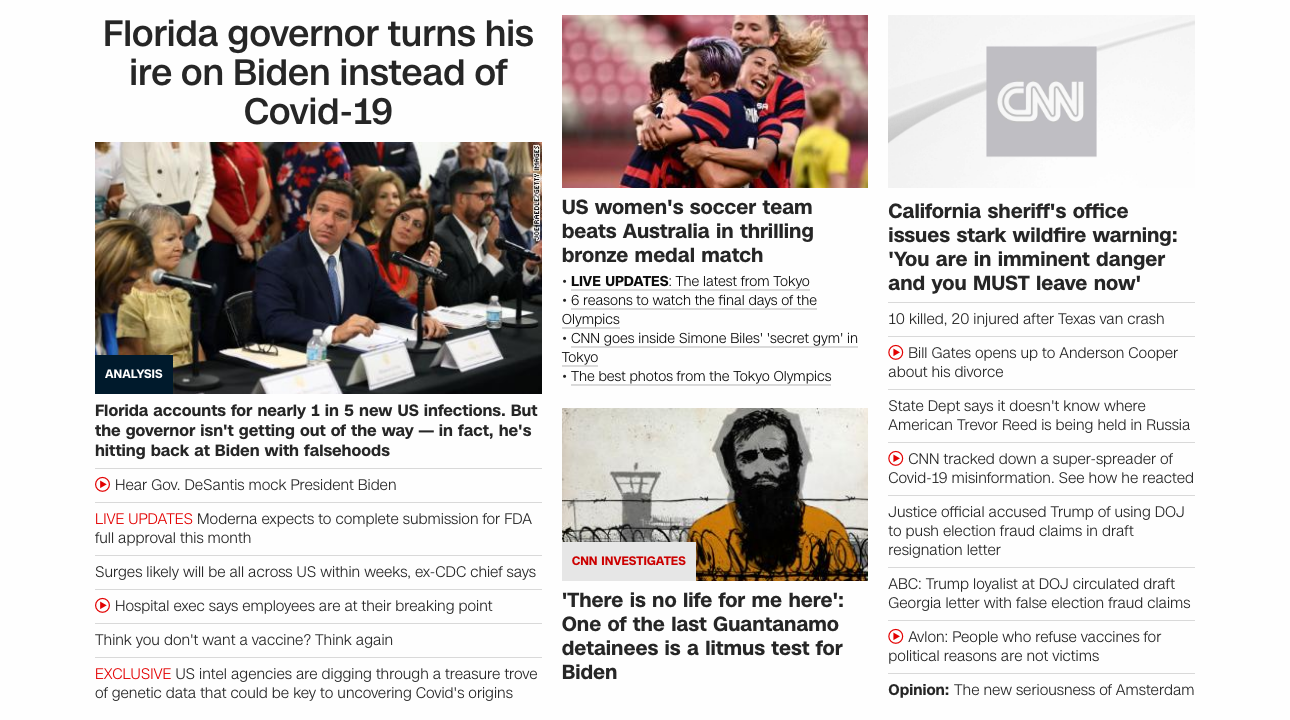 Florida governor turns his
ire on Biden instead of
Covid-19
JOE RAEDLE/GETTY IMAGES
ANALYSIS
Florida accounts for nearly 1 in 5 new US infections. But
the governor isn't getting out of the way — in fact, he's
hitting back at Biden with falsehoods
Hear Gov. DeSantis mock President Biden
LIVE UPDATES Moderna expects to complete submission for FDA
full approval this month
Surges likely will be all across US within weeks, ex-CDC chief says
Hospital exec says employees are at their breaking point
Think you don't want a vaccine? Think again
EXCLUSIVE US intel agencies are digging through a treasure trove
of genetic data that could be key to uncovering Covid's origins
US women's soccer team
beats Australia in thrilling
bronze medal match
• LIVE UPDATES: The latest from Tokyo
• 6 reasons to watch the final days of the
Olympics
• CNN goes inside Simone Biles' 'secret gym' in
Tokyo
• The best photos from the Tokyo Olympics
CNN INVESTIGATES
'There is no life for me here':
One of the last Guantanamo
detainees is a litmus test for
Biden
CNN
California sheriff's office
issues stark wildfire warning:
'You are in imminent danger
and you MUST leave now'
10 killed, 20 injured after Texas van crash
Bill Gates opens up to Anderson Cooper
about his divorce
State Dept says it doesn't know where
American Trevor Reed is being held in Russia
CNN tracked down a super-spreader of
Covid-19 misinformation. See how he reacted
Justice official accused Trump of using DOJ
to push election fraud claims in draft
resignation letter
ABC: Trump loyalist at DOJ circulated draft
Georgia letter with false election fraud claims
Avlon: People who refuse vaccines for
political reasons are not victims
Opinion: The new seriousness of Amsterdam